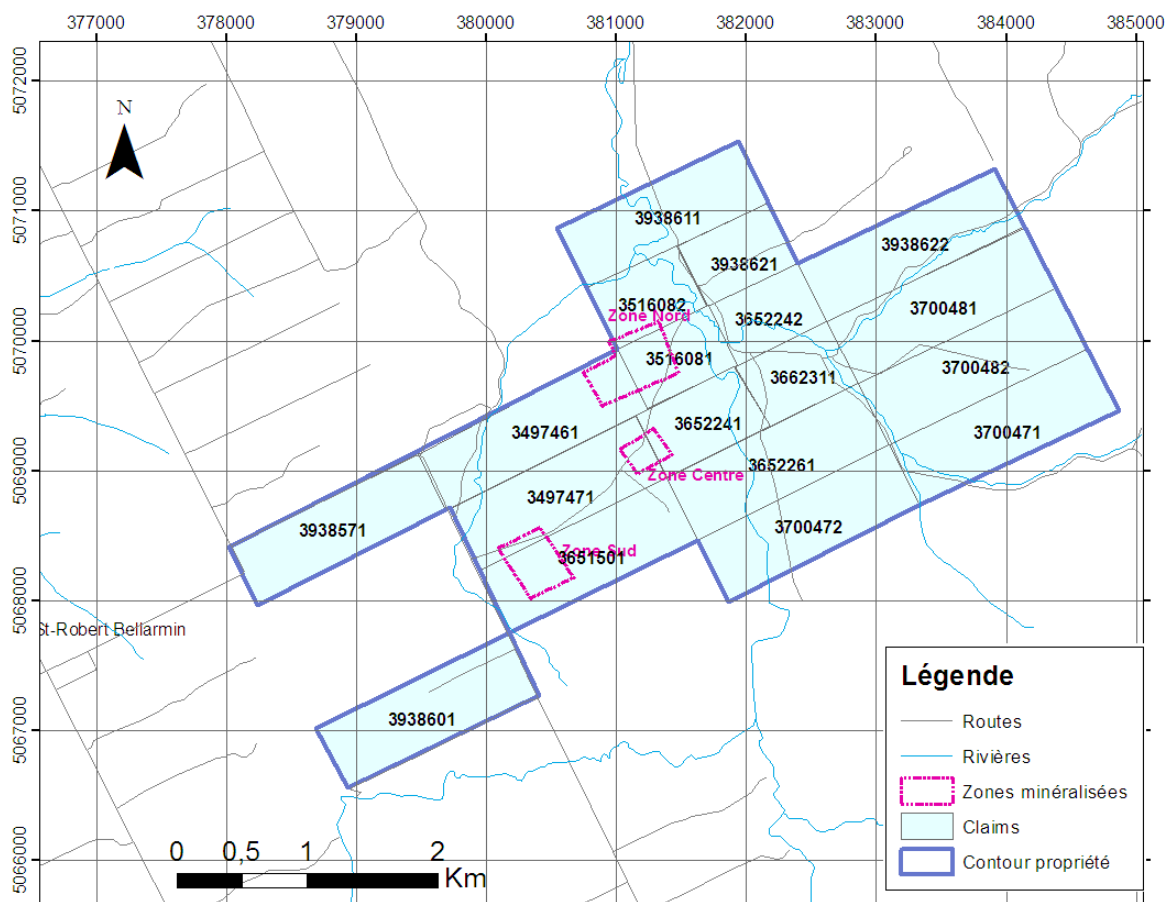 377000 378000 379000 380000 381000 382000 383000 384000 385000
5072000
5071000
5070000
5069000
5068000
5067000
5066000
N
3938611
3938622
3938621
3516082
3700481
Zone Nord
3652242
3516081
3700482
3662311
3652241
3497461
3700471
3652261
Zone Centre
3497471
3938571
3700472
Zone Sud
3651501
St-Robert Bellarmin
3938601
0 0,5 1 2
Km
Légende
Routes
Rivières
Zones minéralisées
Claims
Contour propriété